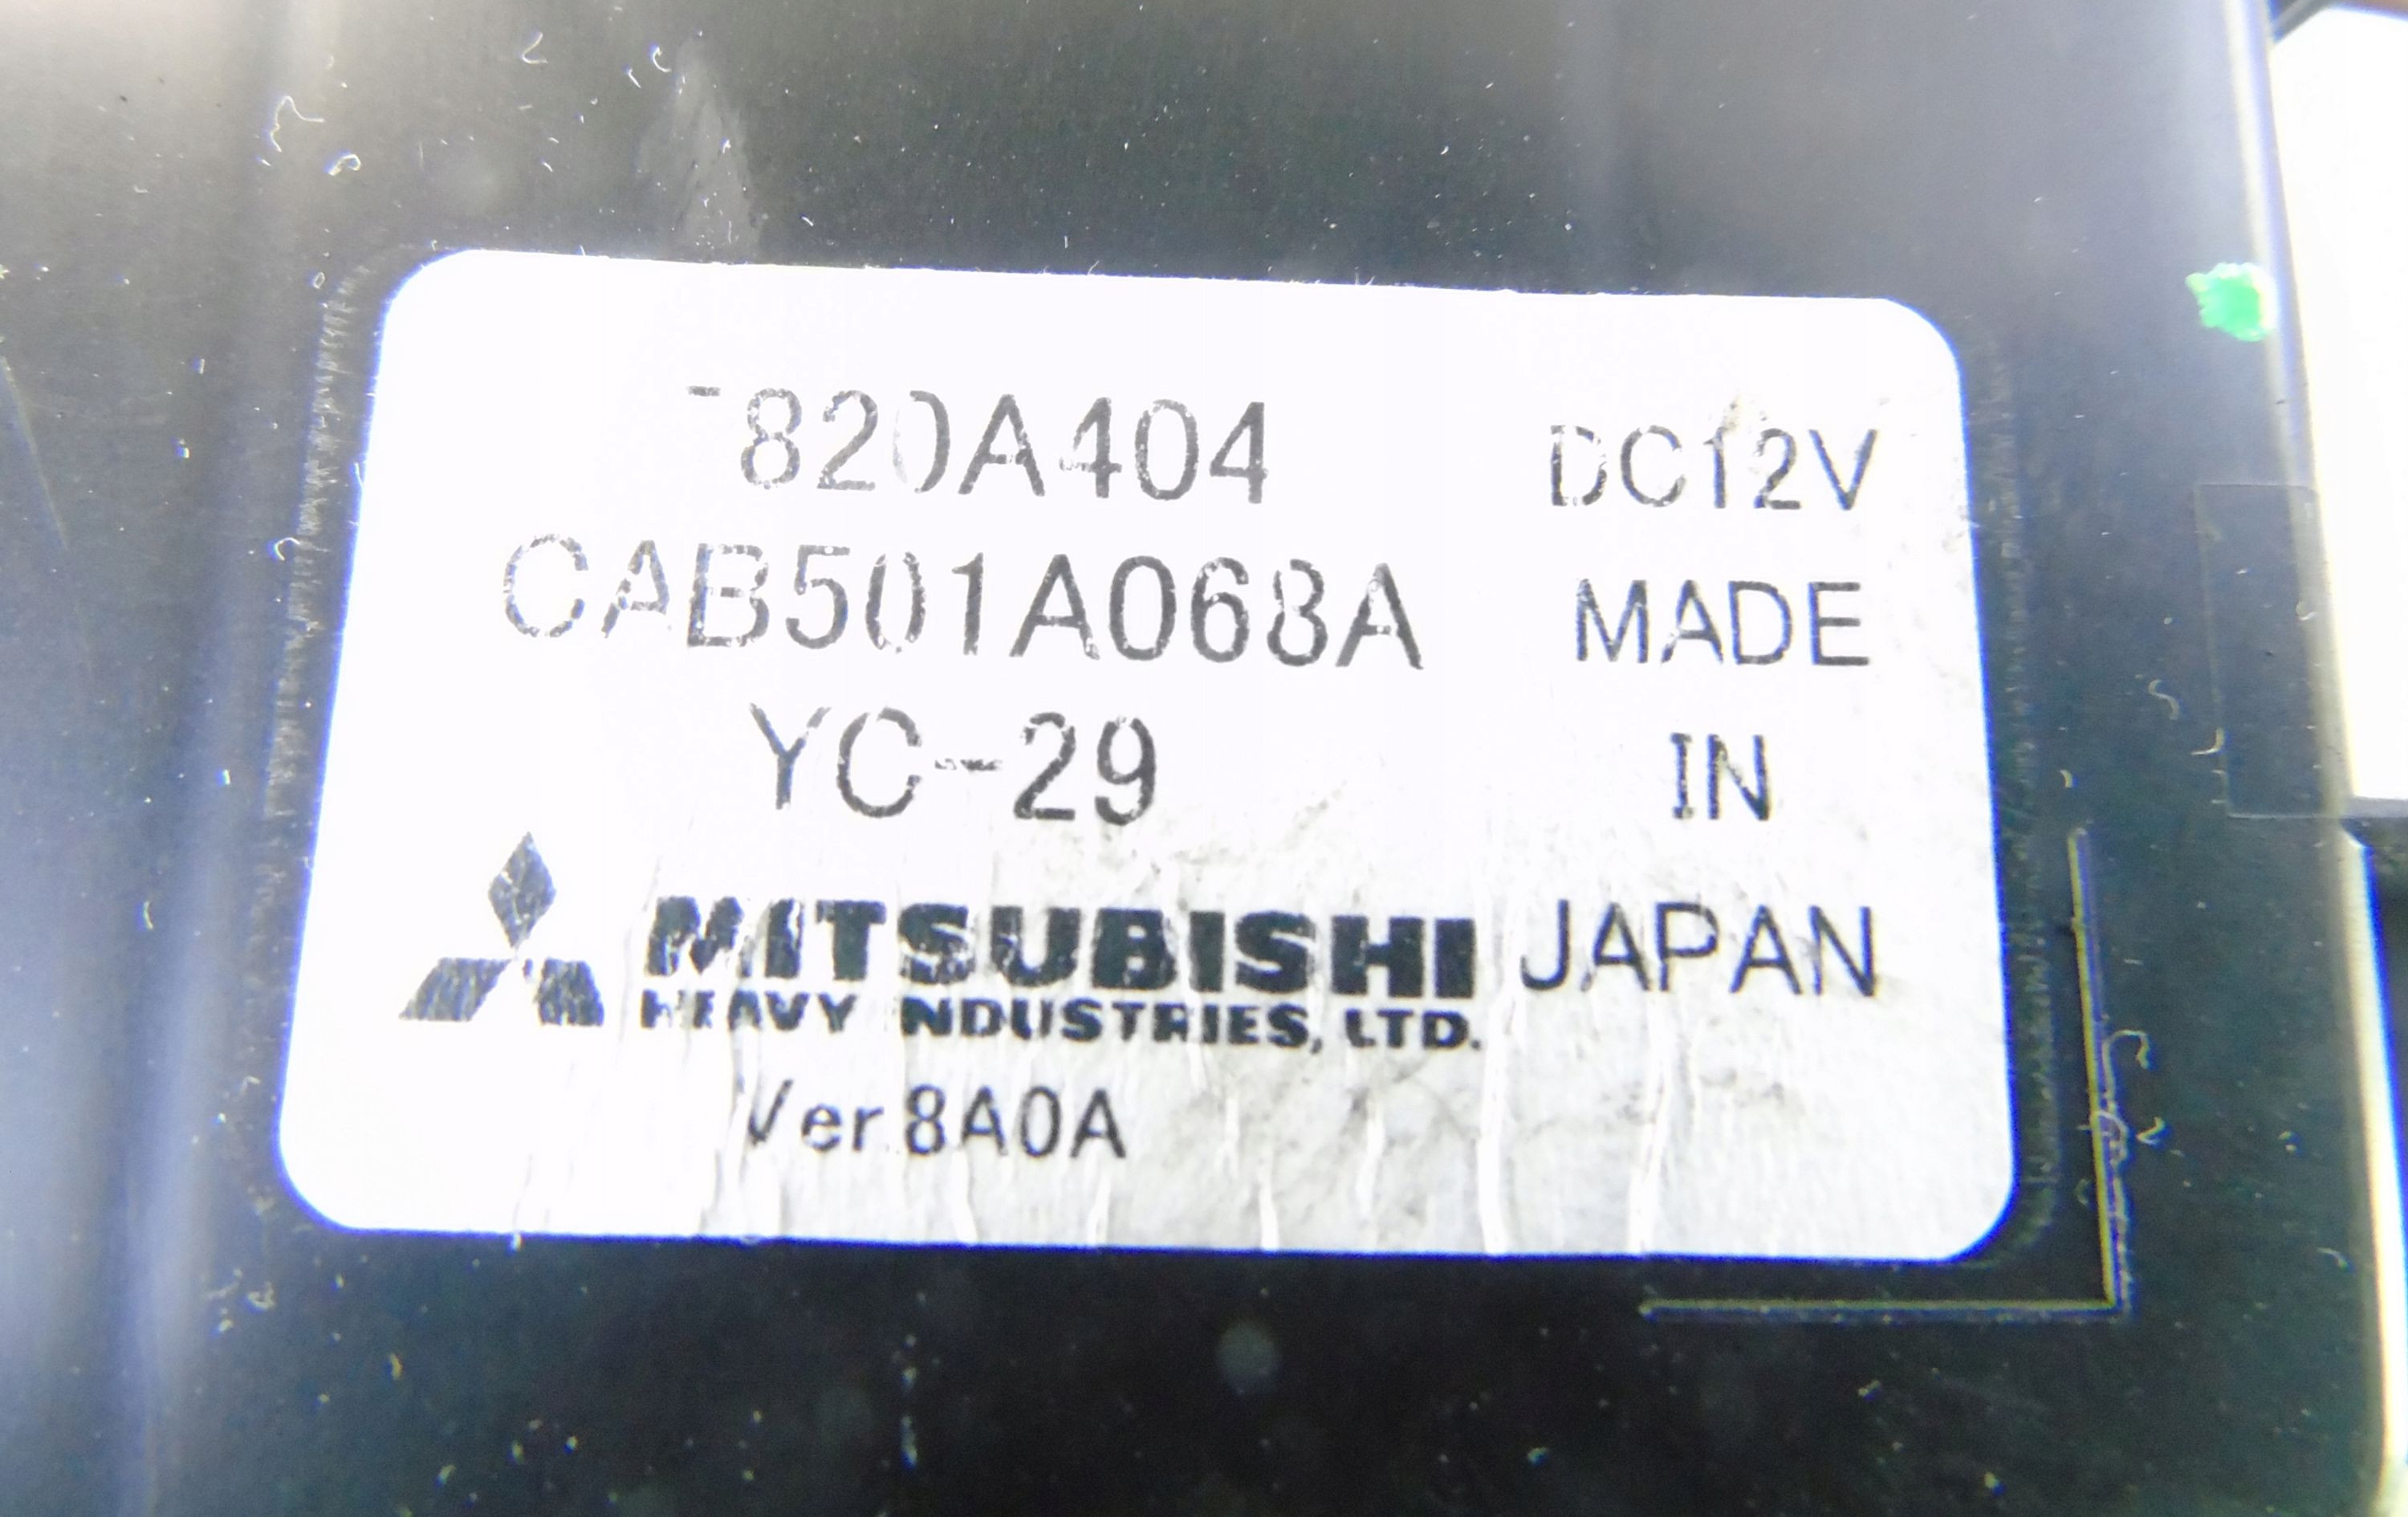 7820A404
CAB501A068A
YC-29
MITSUBISHI
HEAVY INDUSTRIES, LTD.
Ver.8A0A
DC12V
MADE
IN
JAPAN